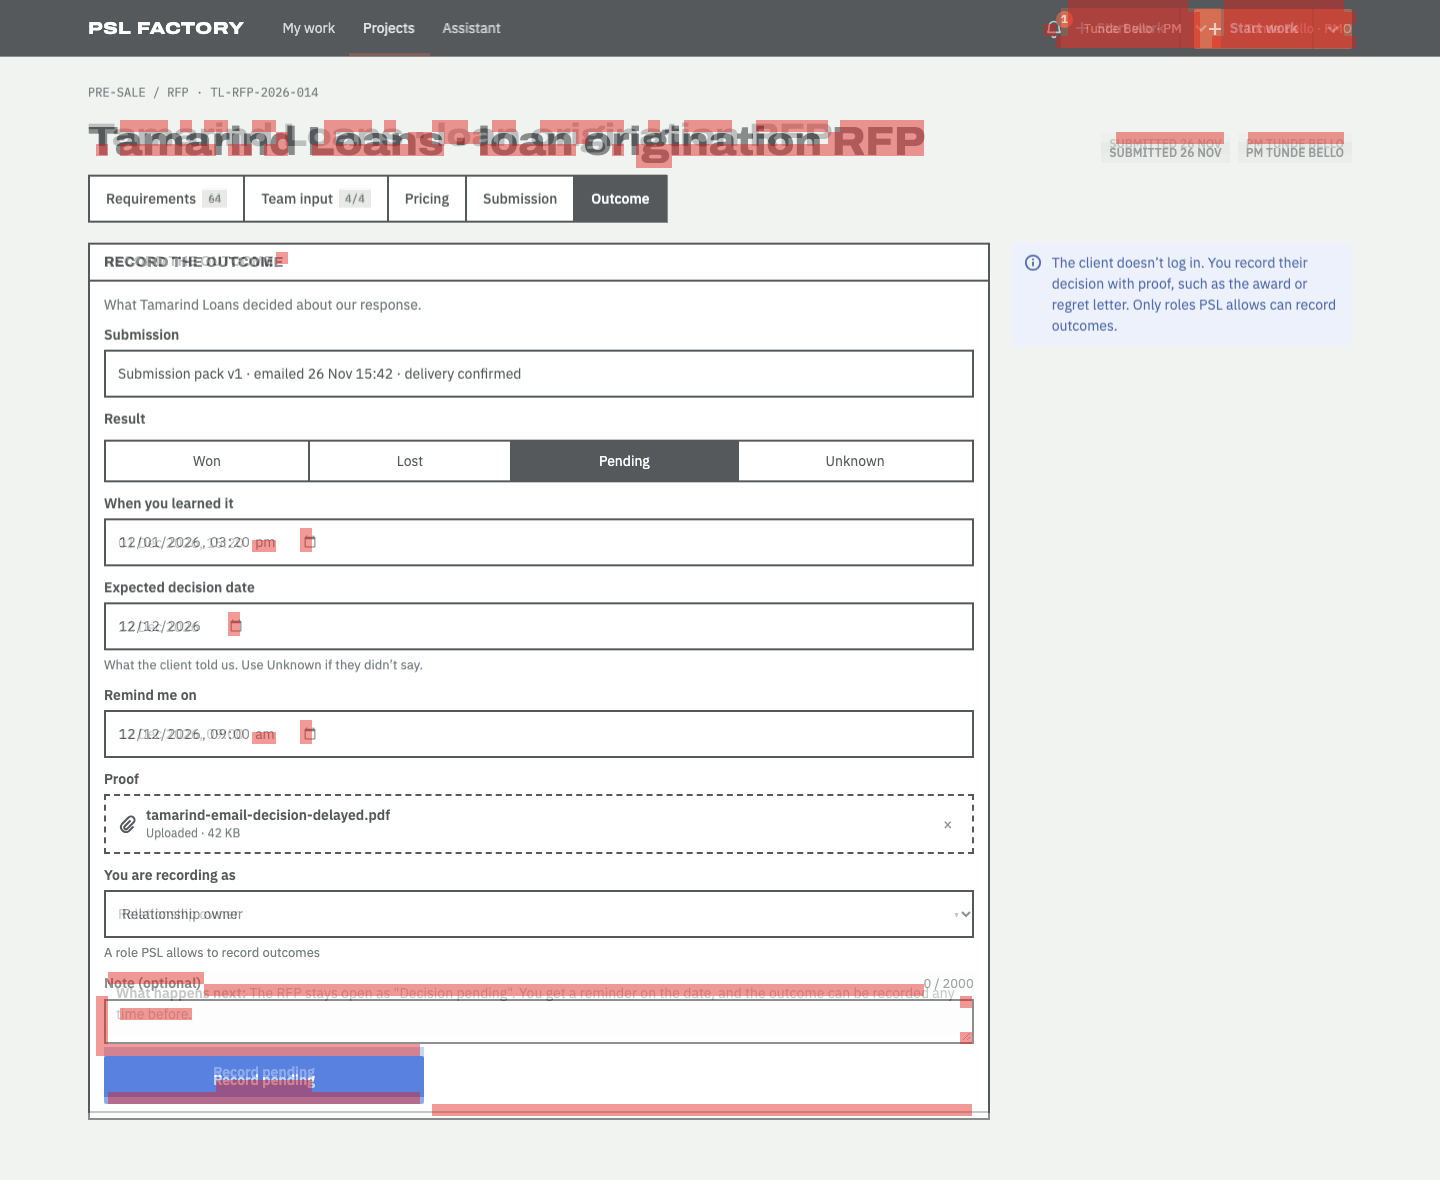 PSL FACTORY
My work
Projects
Assistant
1
Tunde Bello · PM
Start work
PRE-SALE / RFP · TL-RFP-2026-014
Tamarind Loans · loan origination RFP
SUBMITTED 26 NOV
PM TUNDE BELLO
Requirements 64
Team input 4/4
Pricing
Submission
Outcome
RECORD THE OUTCOME
What Tamarind Loans decided about our response.
Submission
Submission pack v1 · emailed 26 Nov 15:42 · delivery confirmed
Result
Won
Lost
Pending
Unknown
When you learned it
12/01/2026, 03:20 pm
Expected decision date
12/12/2026
What the client told us. Use Unknown if they didn’t say.
Remind me on
12/12/2026, 09:00 am
Proof
tamarind-email-decision-delayed.pdf
Uploaded · 42 KB
×
You are recording as
Relationship owner
A role PSL allows to record outcomes
Note (optional)
0 / 2000
What happens next: The RFP stays open as "Decision pending". You get a reminder on the date, and the outcome can be recorded any
time before.
Record pending
Record pending
The client doesn’t log in. You record their
decision with proof, such as the award or
regret letter. Only roles PSL allows can record
outcomes.